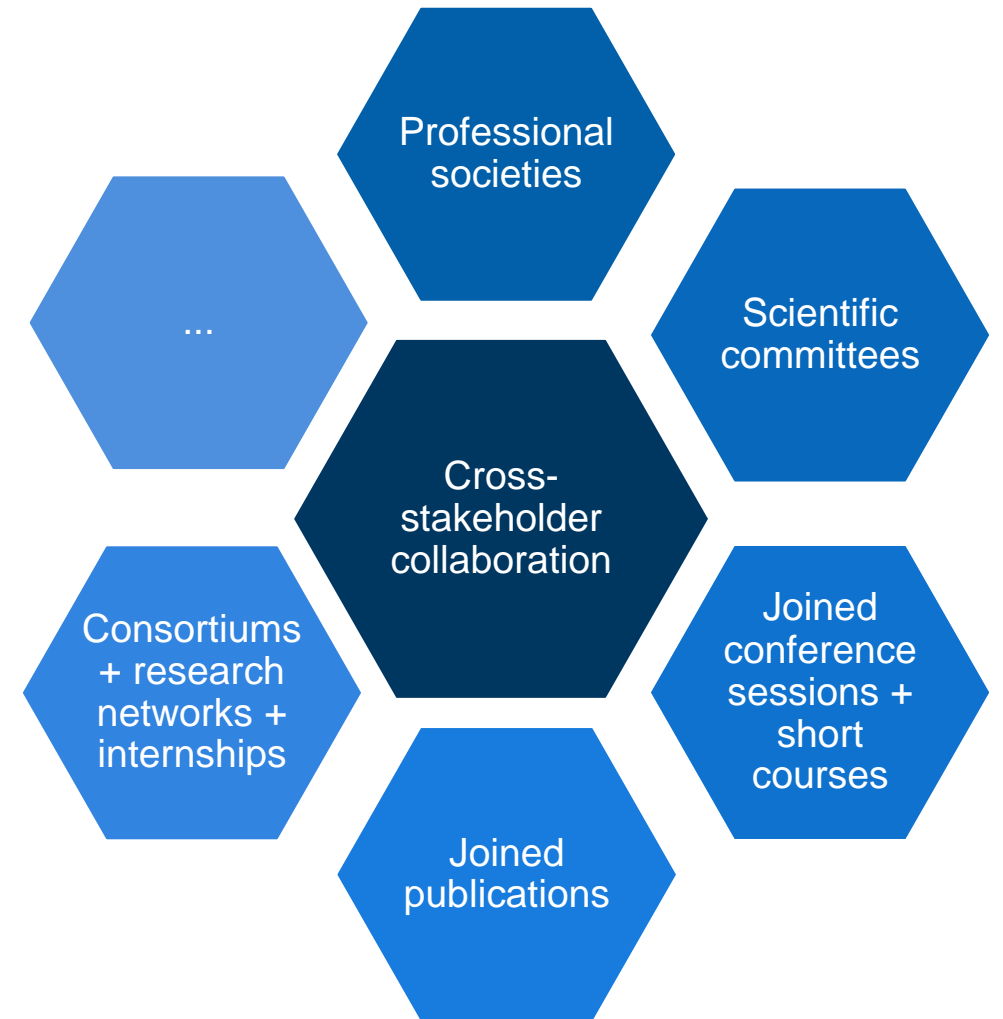 Professional
societies
Scientific
committees
...
Cross-
stakeholder
collaboration
Joined
conference
sessions +
short
courses
Consortiums
+ research
networks +
internships
Joined
publications